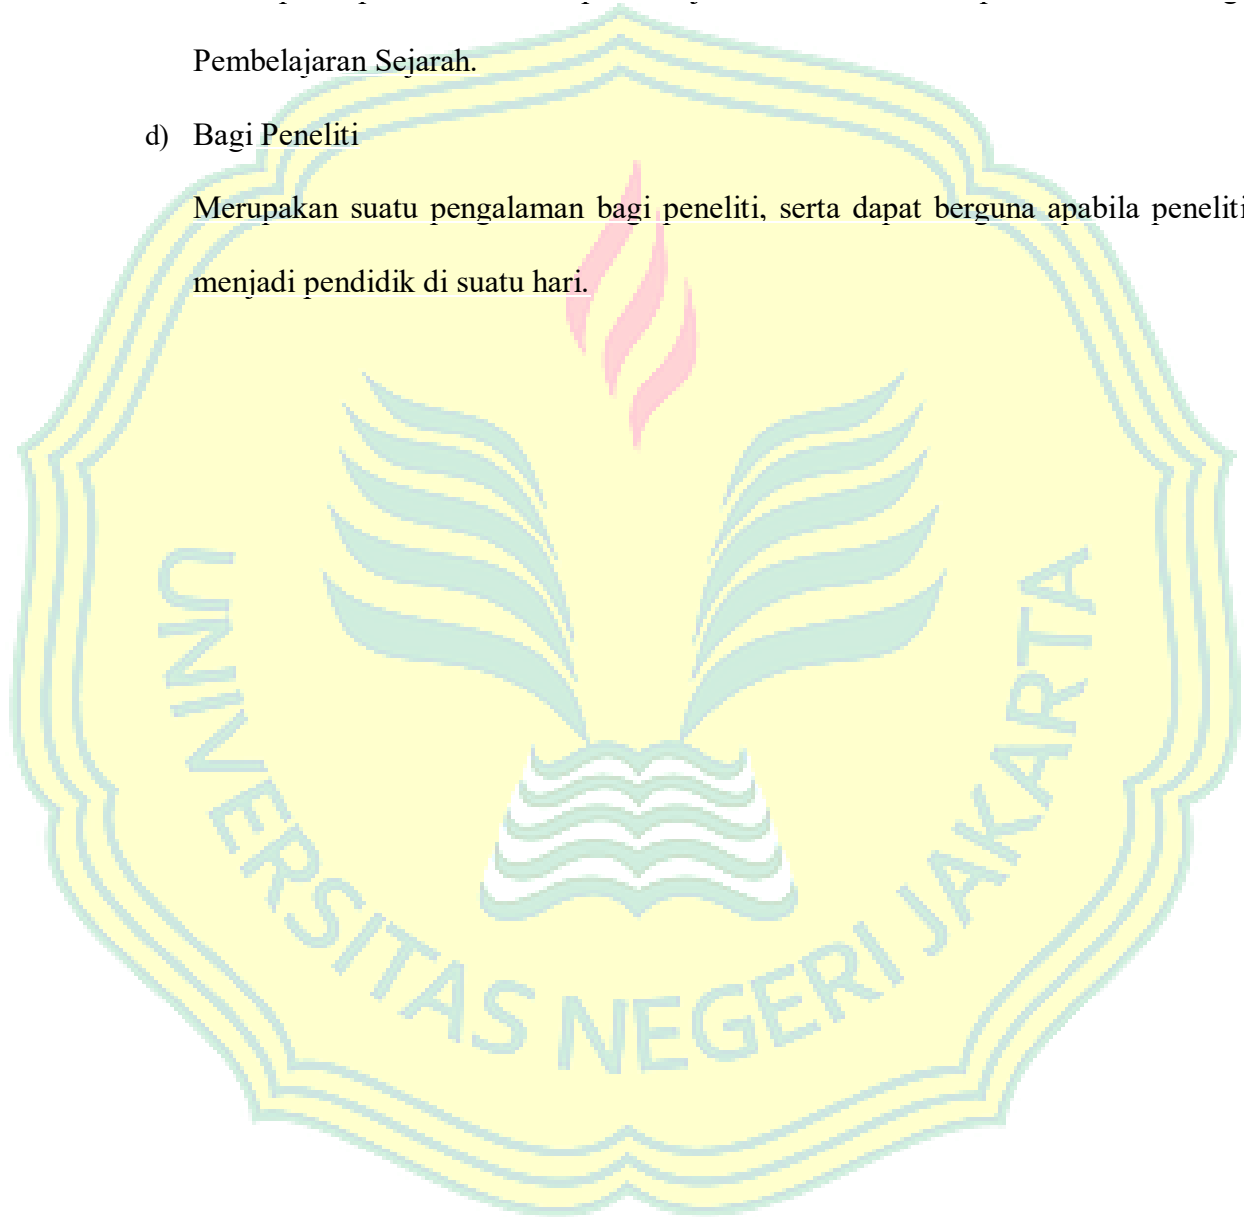 Pembelajaran Sejarah.
d) Bagi Peneliti
Merupakan suatu pengalaman bagi peneliti, serta dapat berguna apabila peneliti
menjadi pendidik di suatu hari.
UNIVERSITAS NEGERI JAKARTA